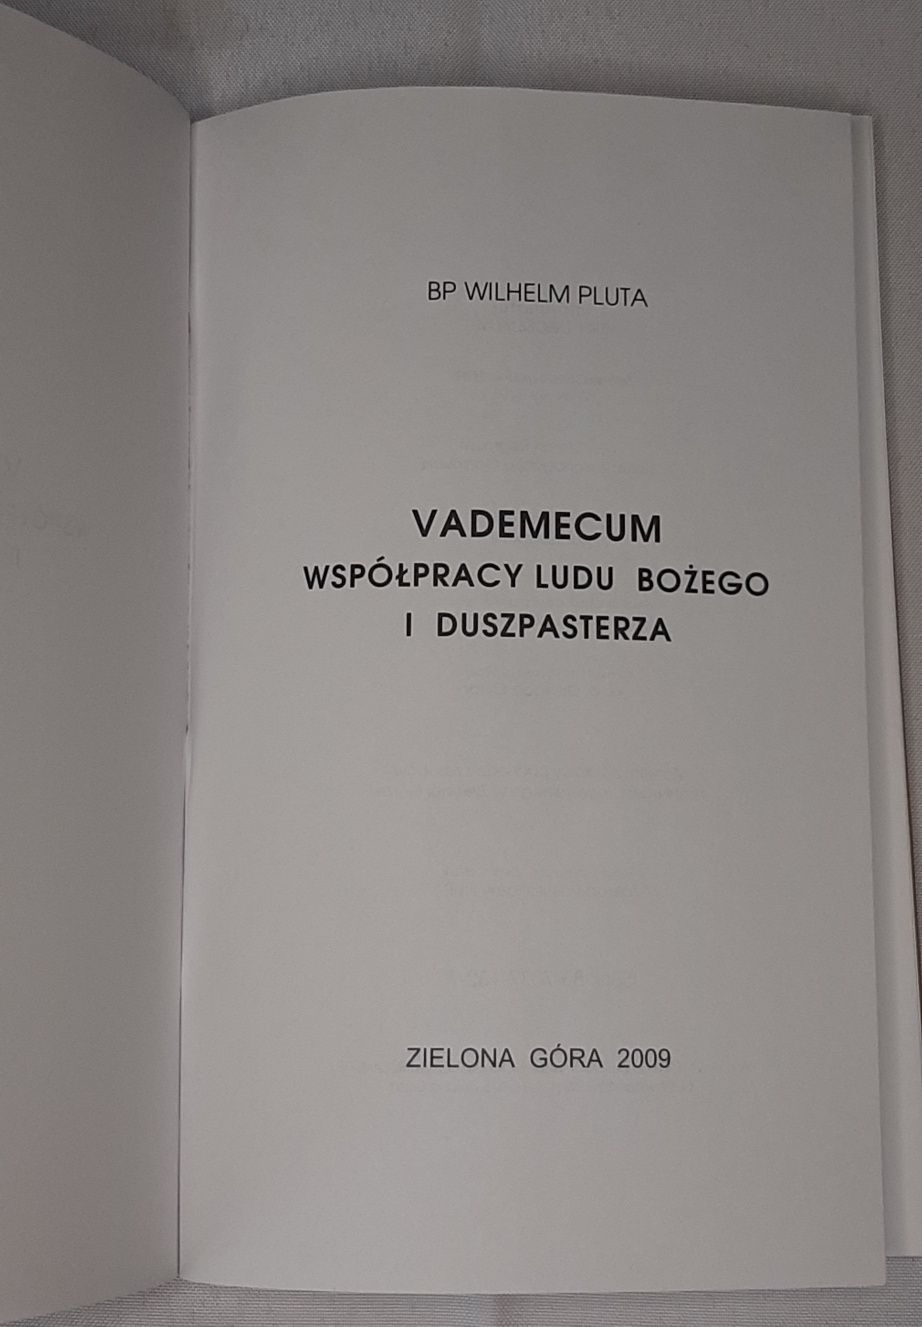 BP WILHELM PLUTA
VADEMECUM
WSPÓŁPRACY LUDU BOŻEGO
I DUSZPASTERZA
ZIELONA GÓRA 2009